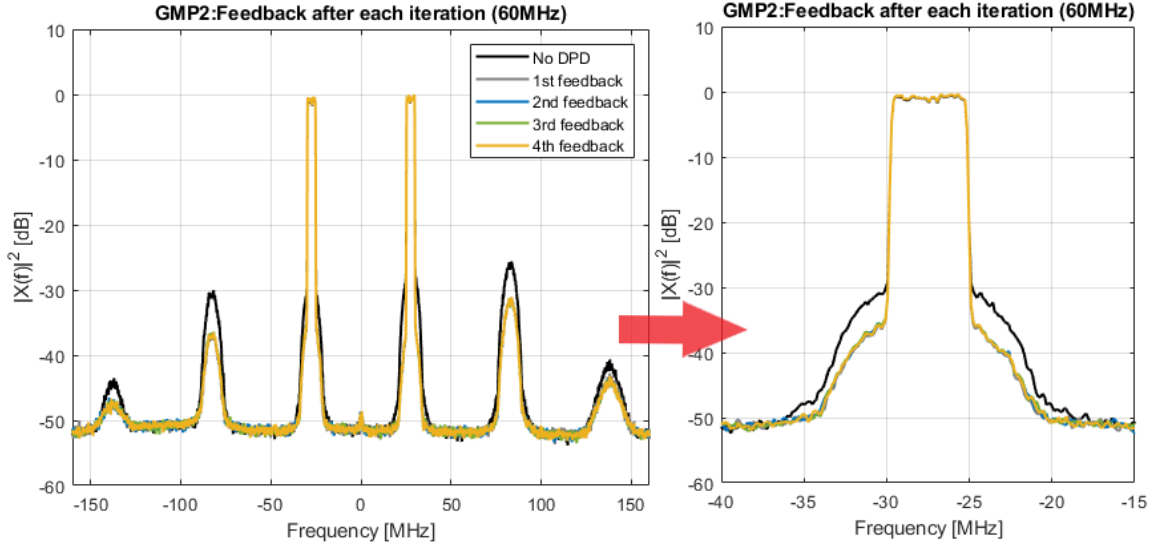 GMP2:Feedback after each iteration (60MHz)
10
0
-10
-20
-30
-40
-50
-60
|X(f)|² [dB]
-150
-100
-50
0
50
100
150
Frequency [MHz]
No DPD
1st feedback
2nd feedback
3rd feedback
4th feedback
GMP2:Feedback after each iteration (60MHz)
10
0
-10
-20
-30
-40
-50
-60
|X(f)|² [dB]
-40
-35
-30
-25
-20
-15
Frequency [MHz]